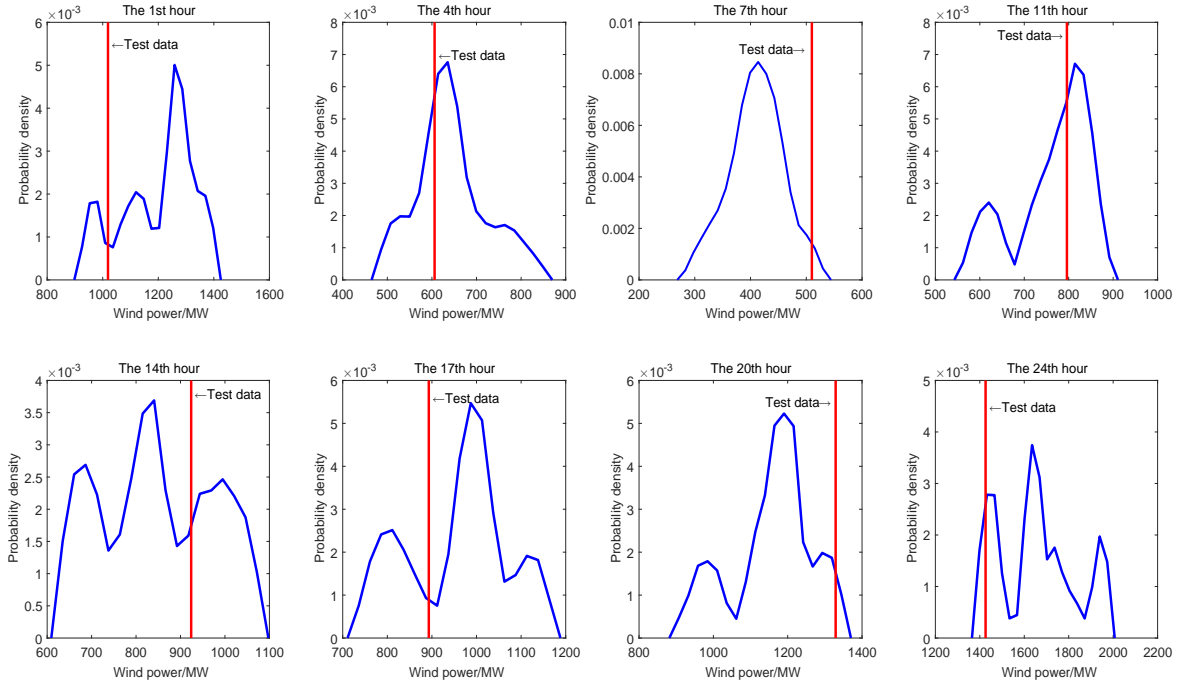 ×10⁻³ The 1st hour
Probability density
6
5
4
3
2
1
0
←Test data
800 1000 1200 1400 1600
Wind power/MW
×10⁻³ The 4th hour
Probability density
8
7
6
5
4
3
2
1
0
←Test data
400 500 600 700 800 900
Wind power/MW
The 7th hour
Probability density
0.01
0.008
0.006
0.004
0.002
0
Test data→
200 300 400 500 600
Wind power/MW
×10⁻³ The 11th hour
Probability density
8
7
6
5
4
3
2
1
0
Test data→
500 600 700 800 900 1000
Wind power/MW
×10⁻³ The 14th hour
Probability density
4
3.5
3
2.5
2
1.5
1
0.5
0
←Test data
600 700 800 900 1000 1100
Wind power/MW
×10⁻³ The 17th hour
Probability density
6
5
4
3
2
1
0
←Test data
700 800 900 1000 1100 1200
Wind power/MW
×10⁻³ The 20th hour
Probability density
6
5
4
3
2
1
0
Test data→
800 1000 1200 1400
Wind power/MW
×10⁻³ The 24th hour
Probability density
5
4
3
2
1
0
←Test data
1200 1400 1600 1800 2000 2200
Wind power/MW